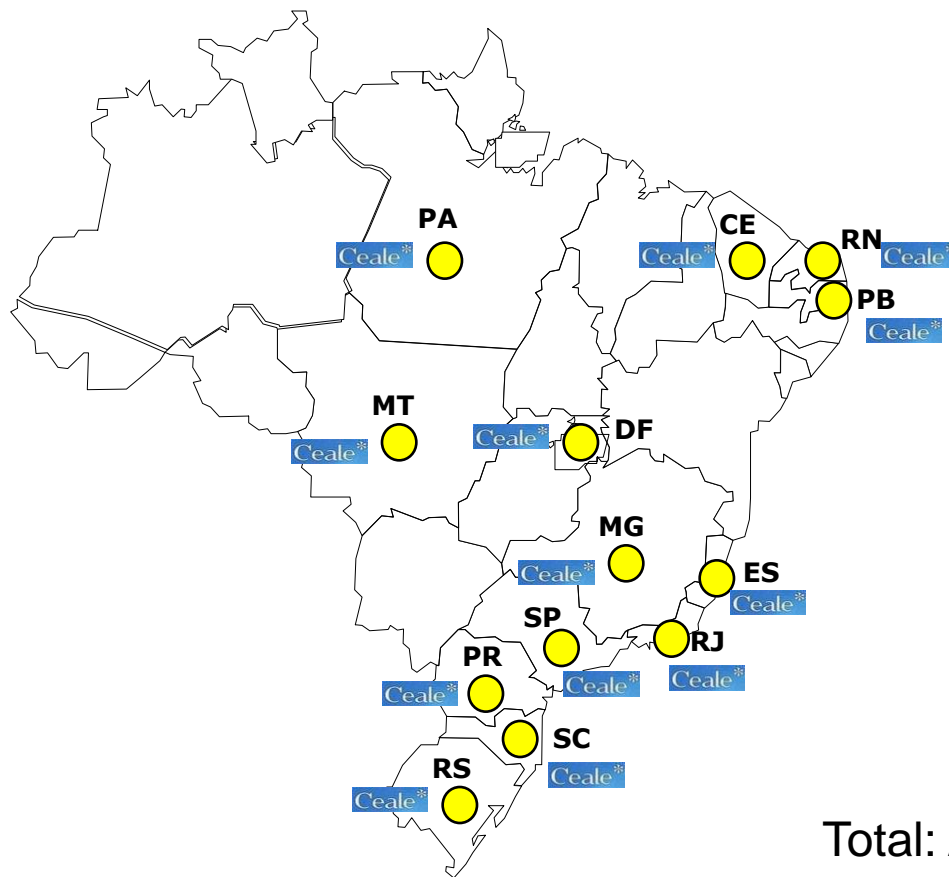 PA
Ceale*
CE
Ceale*
RN
Ceale*
PB
Ceale*
MT
Ceale*
DF
Ceale*
MG
Ceale*
ES
Ceale*
SP
Ceale*
RJ
Ceale*
PR
Ceale*
SC
Ceale*
RS
Ceale*
Total: